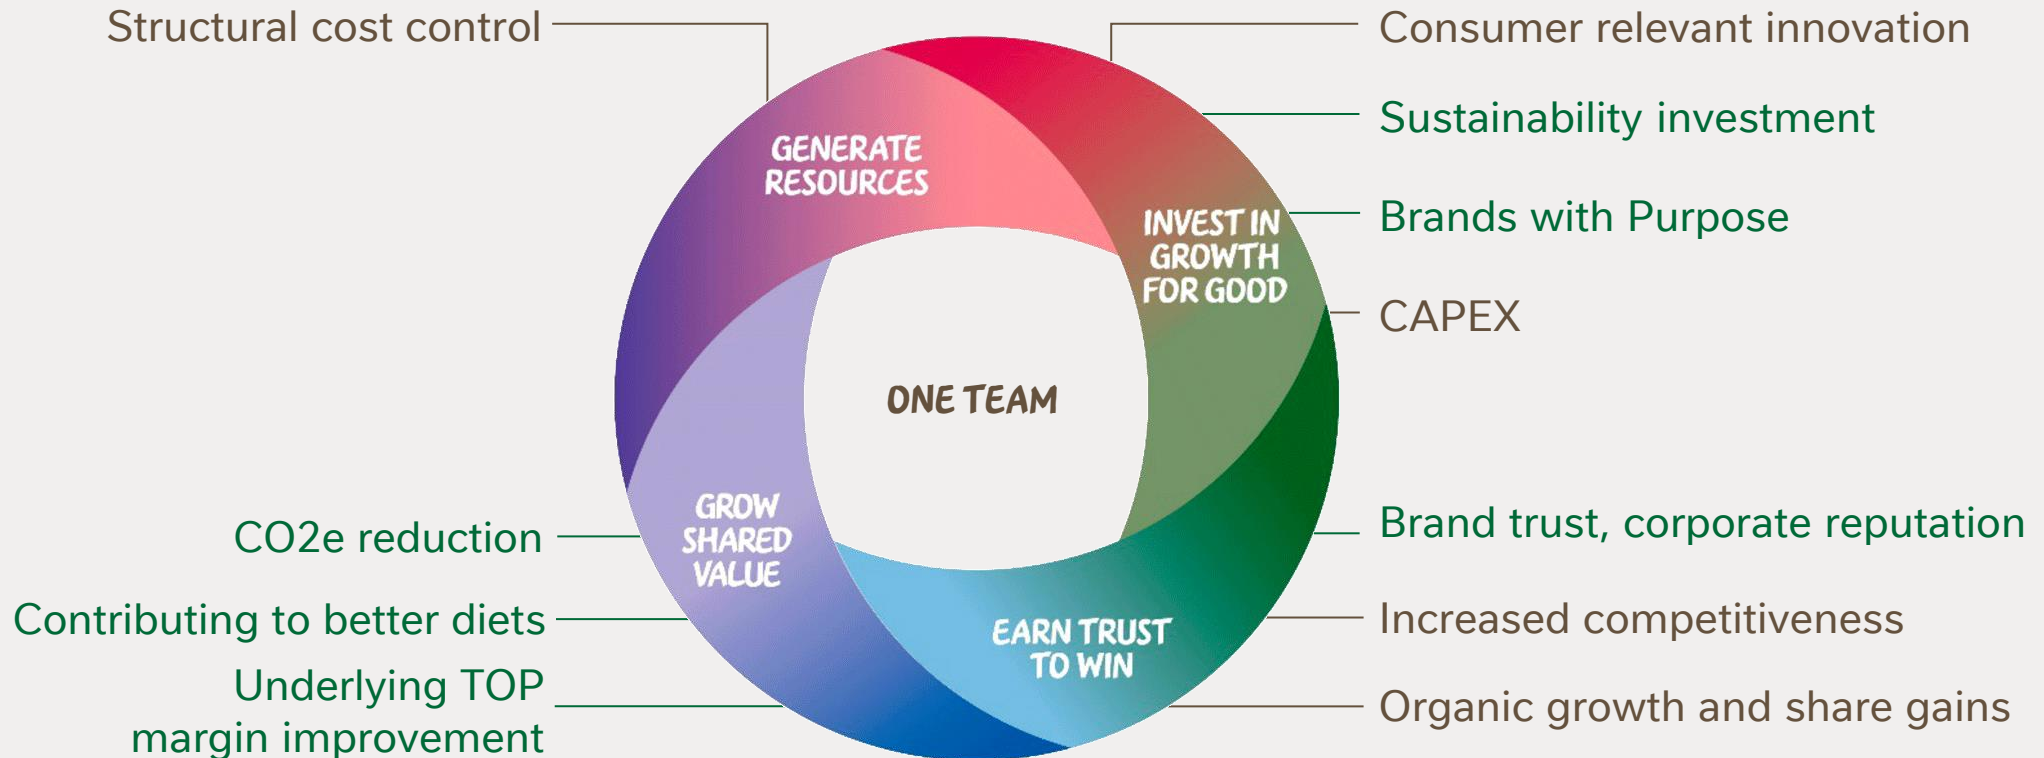 Structural cost control
Consumer relevant innovation
Sustainability investment
Brands with Purpose
CAPEX
GENERATE
RESOURCES
INVEST IN
GROWTH
FOR GOOD
ONE TEAM
GROW
SHARED
VALUE
EARN TRUST
TO WIN
Brand trust, corporate reputation
Increased competitiveness
Organic growth and share gains
CO2e reduction
Contributing to better diets
Underlying TOP
margin improvement